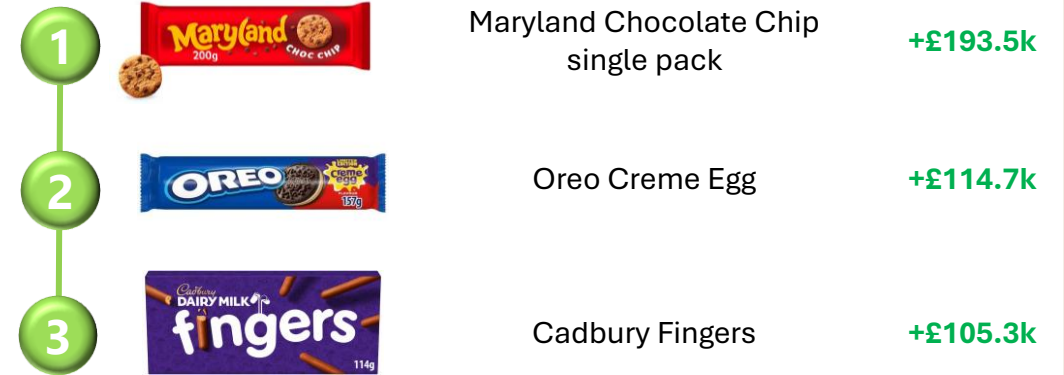 1
Maryland
CHOC CHIP
200g
Maryland Chocolate Chip
single pack
+£193.5k
2
OREO
Creme
egg
157g
Oreo Creme Egg
+£114.7k
3
Cadbury
DAIRY MILK
fingers
114g
Cadbury Fingers
+£105.3k